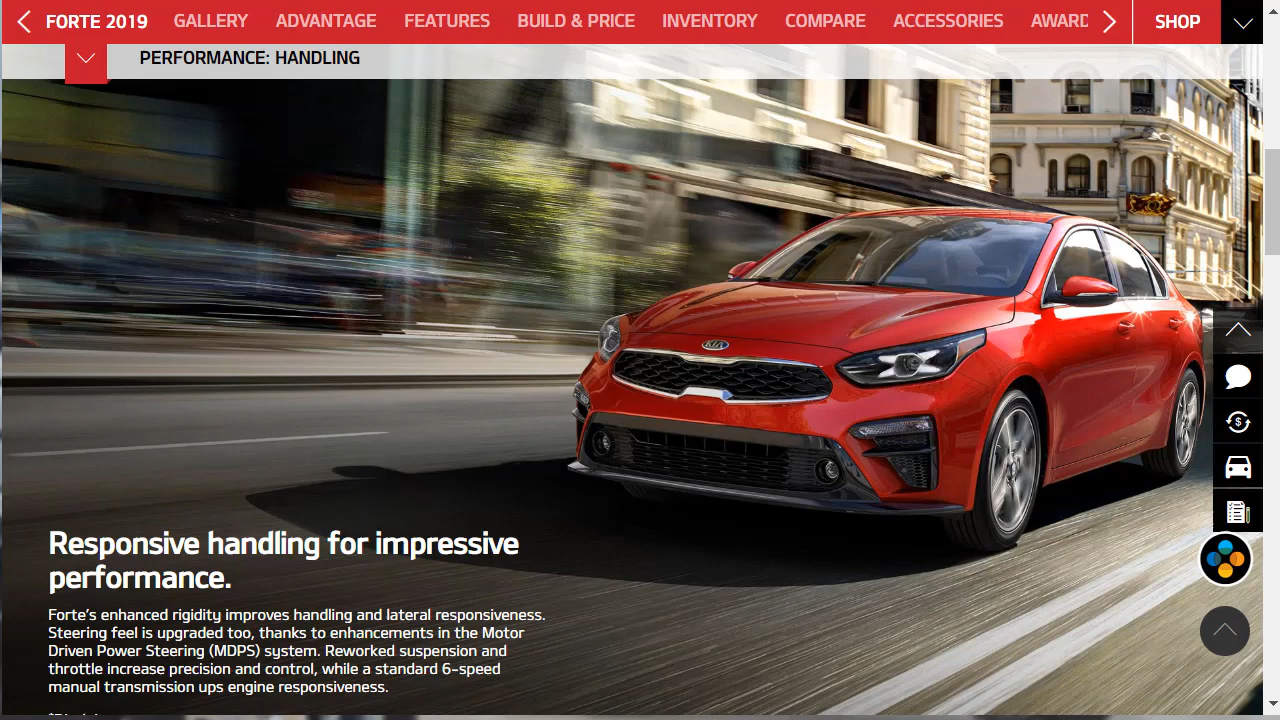 FORTE 2019 GALLERY ADVANTAGE FEATURES BUILD & PRICE INVENTORY COMPARE ACCESSORIES AWARD SHOP
PERFORMANCE: HANDLING
KIA
Responsive handling for impressive
performance.
Forte's enhanced rigidity improves handling and lateral responsiveness.
Steering feel is upgraded too, thanks to enhancements in the Motor
Driven Power Steering (MDPS) system. Reworked suspension and
throttle increase precision and control, while a standard 6-speed
manual transmission ups engine responsiveness.